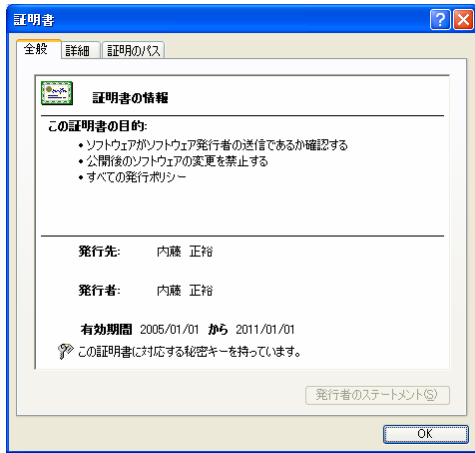 証明書
全般 詳細 証明のパス
証明書の情報
この証明書の目的:
・ソフトウェアがソフトウェア発行者の送信であるか確認する
・公開後のソフトウェアの変更を禁止する
・すべての発行ポリシー
発行先: 内藤 正裕
発行者: 内藤 正裕
有効期間 2005/01/01 から 2011/01/01
この証明書に対応する秘密キーを持っています。
発行者のステートメント(S)
OK